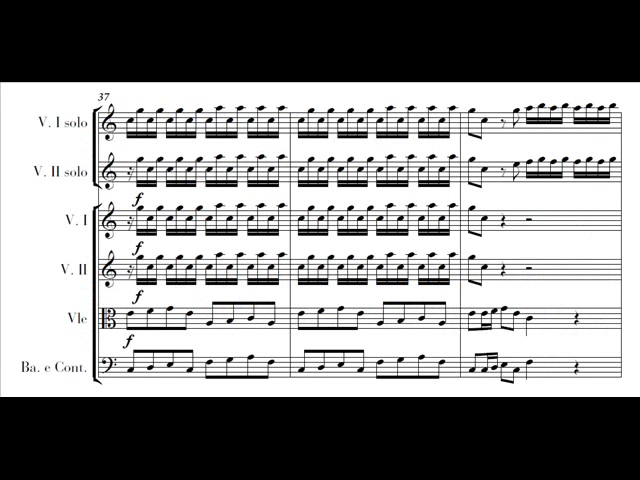 37
V. I solo
V. II solo
f
V. I
f
V. II
f
Vle
f
Ba. e Cont.